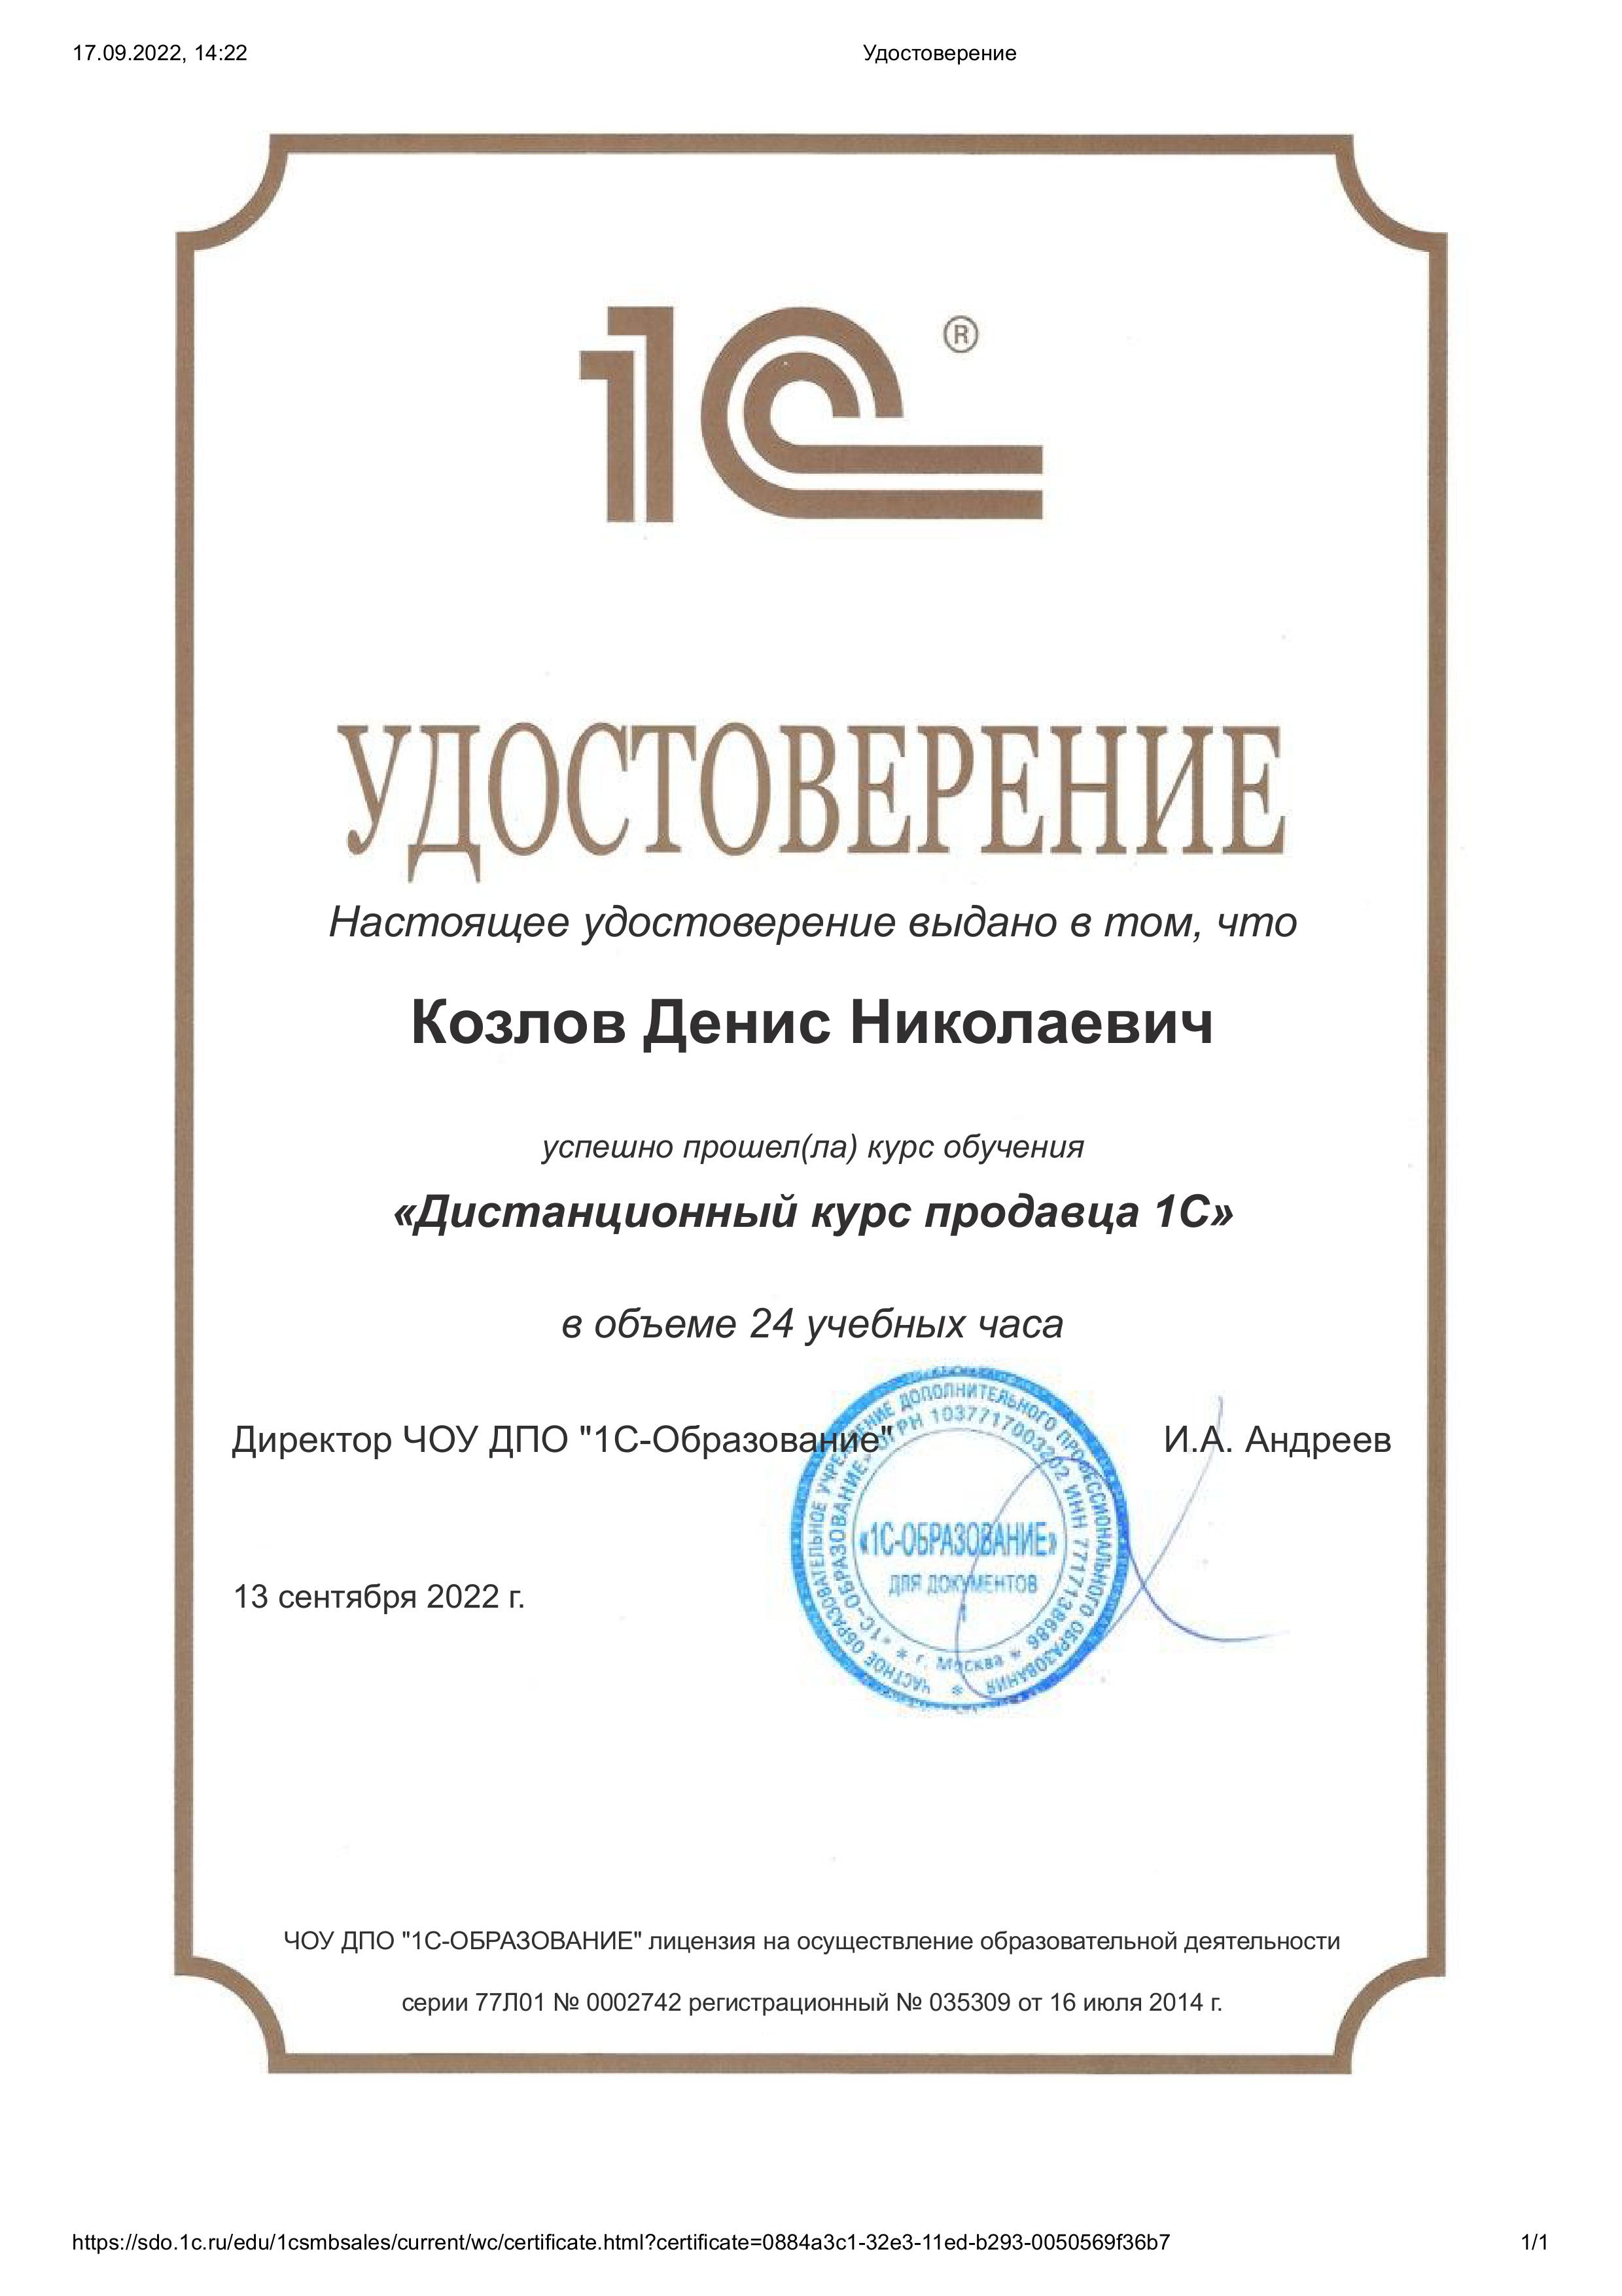 17.09.2022, 14:22 Удостоверение
1С ®
УДОСТОВЕРЕНИЕ
Настоящее удостоверение выдано в том, что
Козлов Денис Николаевич
успешно прошел(ла) курс обучения
«Дистанционный курс продавца 1С»
в объеме 24 учебных часа
Директор ЧОУ ДПО "1С-Образование" И.А. Андреев
ЧАСТНОЕ ОБРАЗОВАТЕЛЬНОЕ УЧРЕЖДЕНИЕ ДОПОЛНИТЕЛЬНОГО ПРОФЕССИОНАЛЬНОГО ОБРАЗОВАНИЯ *
«1С-ОБРАЗОВАНИЕ» ОГРН 1037717003202 ИНН 7717138686 * г. Москва *
«1С-ОБРАЗОВАНИЕ»
ДЛЯ ДОКУМЕНТОВ
1
13 сентября 2022 г.
ЧОУ ДПО "1С-ОБРАЗОВАНИЕ" лицензия на осуществление образовательной деятельности
серии 77Л01 № 0002742 регистрационный № 035309 от 16 июля 2014 г.
https://sdo.1c.ru/edu/1csmbsales/current/wc/certificate.html?certificate=0884a3c1-32e3-11ed-b293-0050569f36b7 1/1